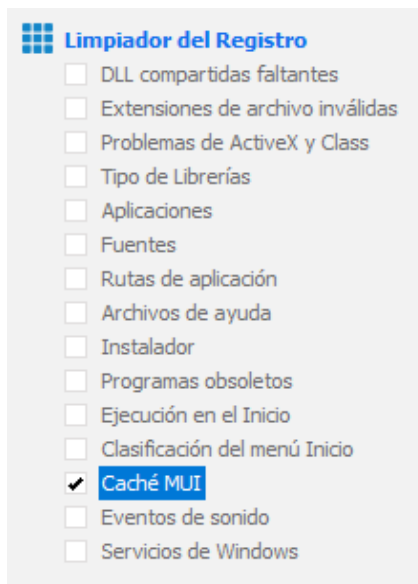 Limpiador del Registro
DLL compartidas faltantes
Extensiones de archivo inválidas
Problemas de ActiveX y Class
Tipo de Librerías
Aplicaciones
Fuentes
Rutas de aplicación
Archivos de ayuda
Instalador
Programas obsoletos
Ejecución en el Inicio
Clasificación del menú Inicio
Caché MUI
Eventos de sonido
Servicios de Windows